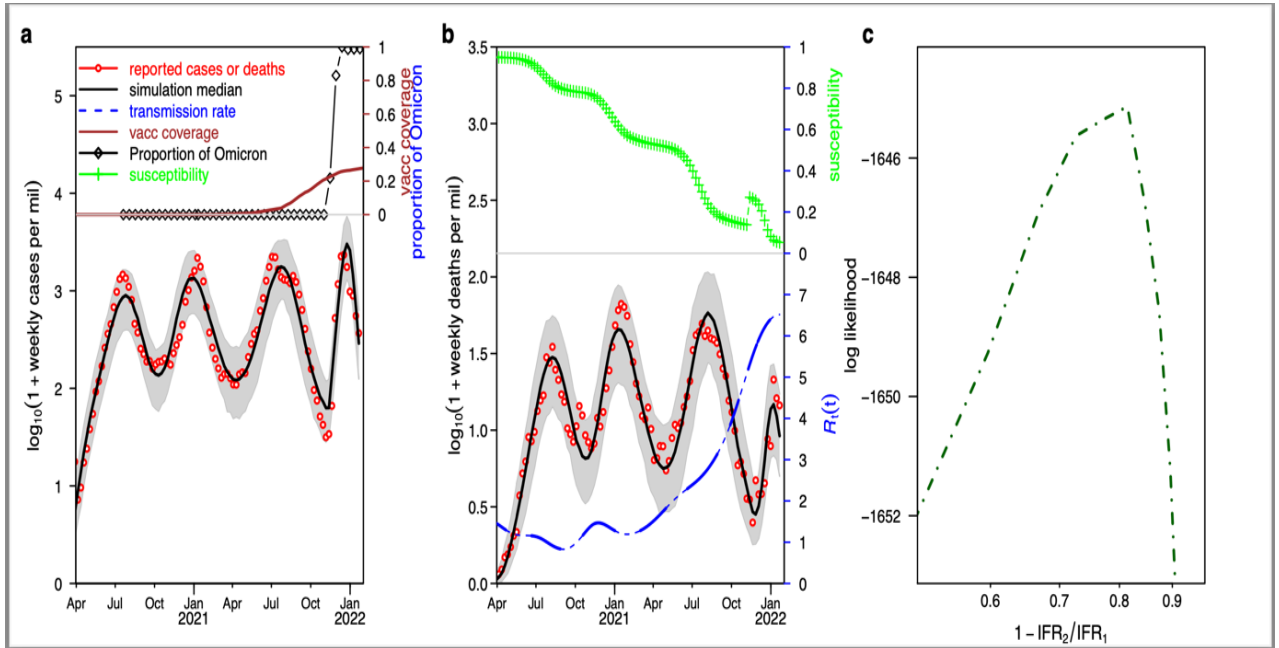 a
reported cases or deaths
simulation median
transmission rate
vacc coverage
Proportion of Omicron
susceptibility
log10(1 + weekly cases per mil)
0
1
2
3
4
5
0
0.2
0.4
0.6
0.8
1
vacc coverage
proportion of Omicron
Apr
Jul
Oct
Jan
Apr
Jul
Oct
Jan
2021
2022
b
log10(1 + weekly deaths per mil)
0.0
0.5
1.0
1.5
2.0
2.5
3.0
3.5
0
0.2
0.4
0.6
0.8
1
susceptibility
0
1
2
3
4
5
6
7
Rt(t)
Apr
Jul
Oct
Jan
Apr
Jul
Oct
Jan
2021
2022
c
log likelihood
−1646
−1648
−1650
−1652
0.6
0.7
0.8
0.9
1 − IFR2/IFR1